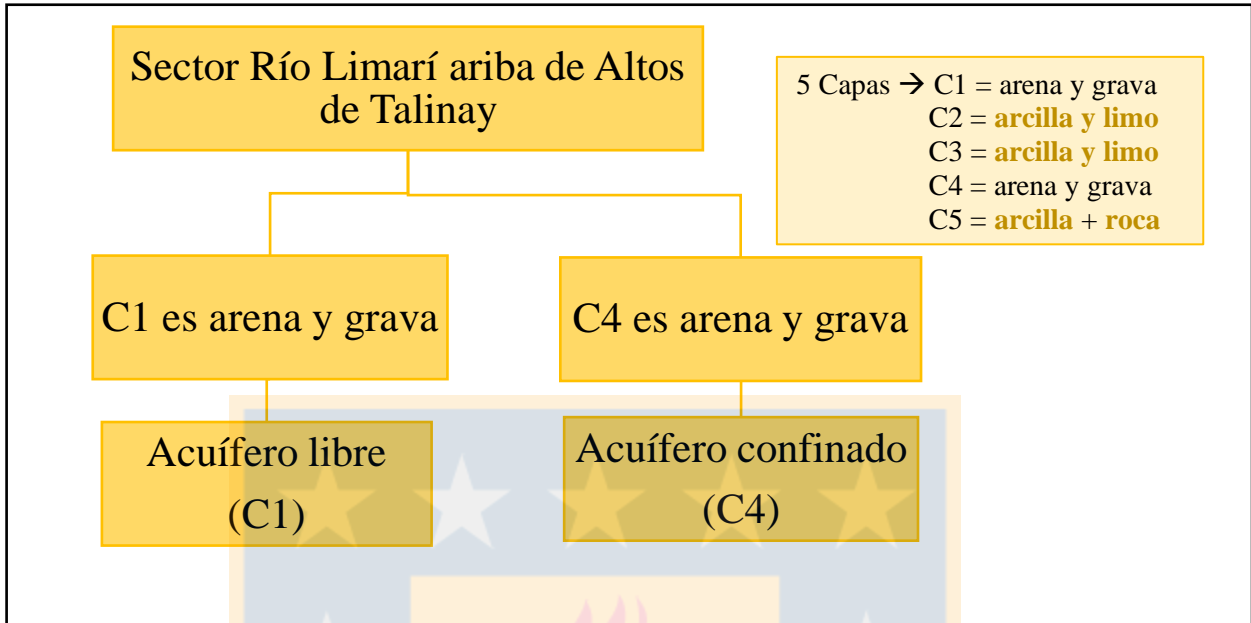 Sector Río Limarí ariba de Altos
de Talinay
5 Capas → C1 = arena y grava
C2 = arcilla y limo
C3 = arcilla y limo
C4 = arena y grava
C5 = arcilla + roca
C1 es arena y grava
C4 es arena y grava
Acuífero libre
(C1)
Acuífero confinado
(C4)